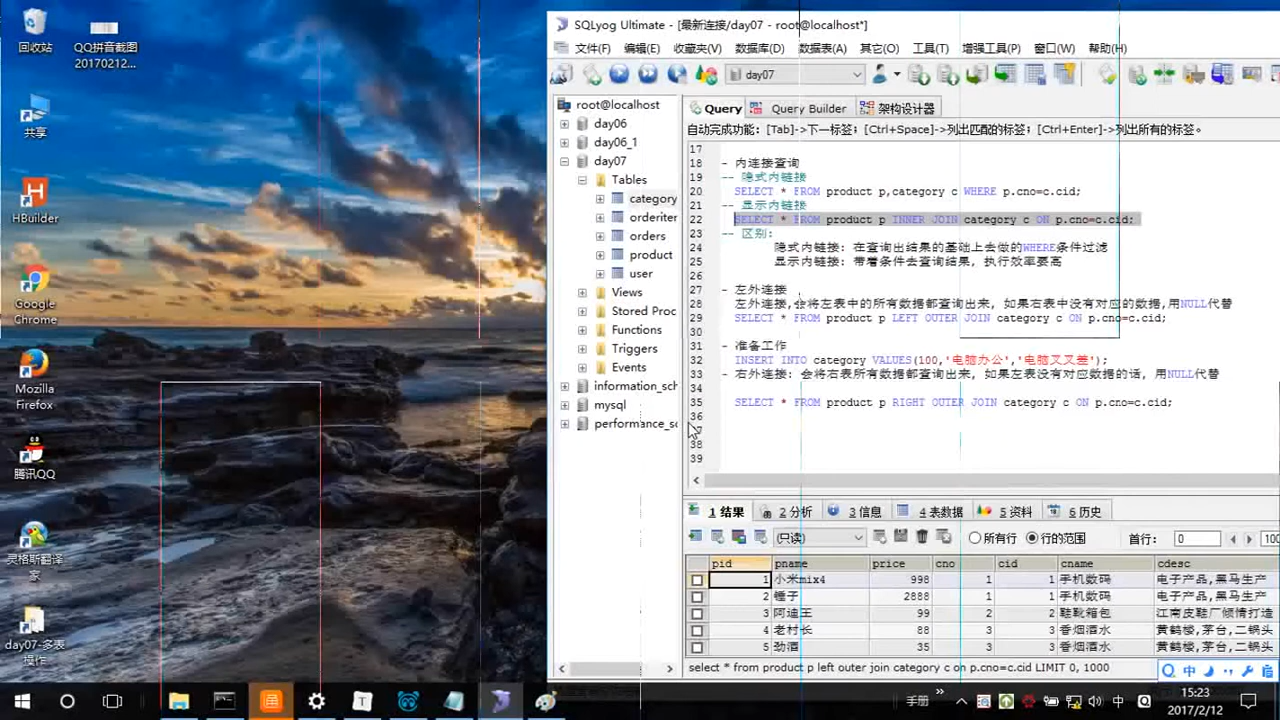 回收站
QQ拼音截图
20170212...
共享
HBuilder
Google
Chrome
Mozilla
Firefox
腾讯QQ
灵格斯翻译
家
day07-多表
操作
SQLyog Ultimate - [最新连接/day07 - root@localhost*]
文件(F) 编辑(E) 收藏夹(V) 数据库(D) 数据表(A) 其它(O) 工具(T) 增强工具(P) 窗口(W) 帮助(H)
day07
root@localhost
day06
day06_1
day07
Tables
category
orderiter
orders
product
user
Views
Stored Proc
Functions
Triggers
Events
information_sch
mysql
performance_sc
Query Query Builder 架构设计器
自动完成功能: [Tab]->下一标签; [Ctrl+Space]->列出匹配的标签; [Ctrl+Enter]->列出所有的标签。
17
18 - 内连接查询
19 -- 隐式内链接
20 SELECT * FROM product p,category c WHERE p.cno=c.cid;
21 -- 显示内链接
22 SELECT * FROM product p INNER JOIN category c ON p.cno=c.cid;
23 -- 区别:
24 隐式内链接: 在查询出结果的基础上去做的WHERE条件过滤
25 显示内链接: 带着条件去查询结果, 执行效率要高
26
27 - 左外连接
28 左外连接,会将左表中的所有数据都查询出来, 如果右表中没有对应的数据,用NULL代替
29 SELECT * FROM product p LEFT OUTER JOIN category c ON p.cno=c.cid;
30
31 - 准备工作
32 INSERT INTO category VALUES(100,'电脑办公','电脑叉叉差');
33 - 右外连接: 会将右表所有数据都查询出来, 如果左表没有对应数据的话, 用NULL代替
34
35 SELECT * FROM product p RIGHT OUTER JOIN category c ON p.cno=c.cid;
36
37
38
39
1 结果 2 分析 3 信息 4 表数据 5 资料 6 历史
(只读) 所有行 行的范围 首行: 0 100
pid pname price cno cid cname cdesc
1 小米mix4 998 1 1 手机数码 电子产品,黑马生产
2 锤子 2888 1 1 手机数码 电子产品,黑马生产
3 阿迪王 99 2 2 鞋靴箱包 江南皮鞋厂倾情打造
4 老村长 88 3 3 香烟酒水 黄鹤楼,茅台,二锅头
5 劲酒 35 3 3 香烟酒水 黄鹤楼,茅台,二锅头
select * from product p left outer join category c on p.cno=c.cid LIMIT 0, 1000
中
手册 » 中 15:23
2017/2/12